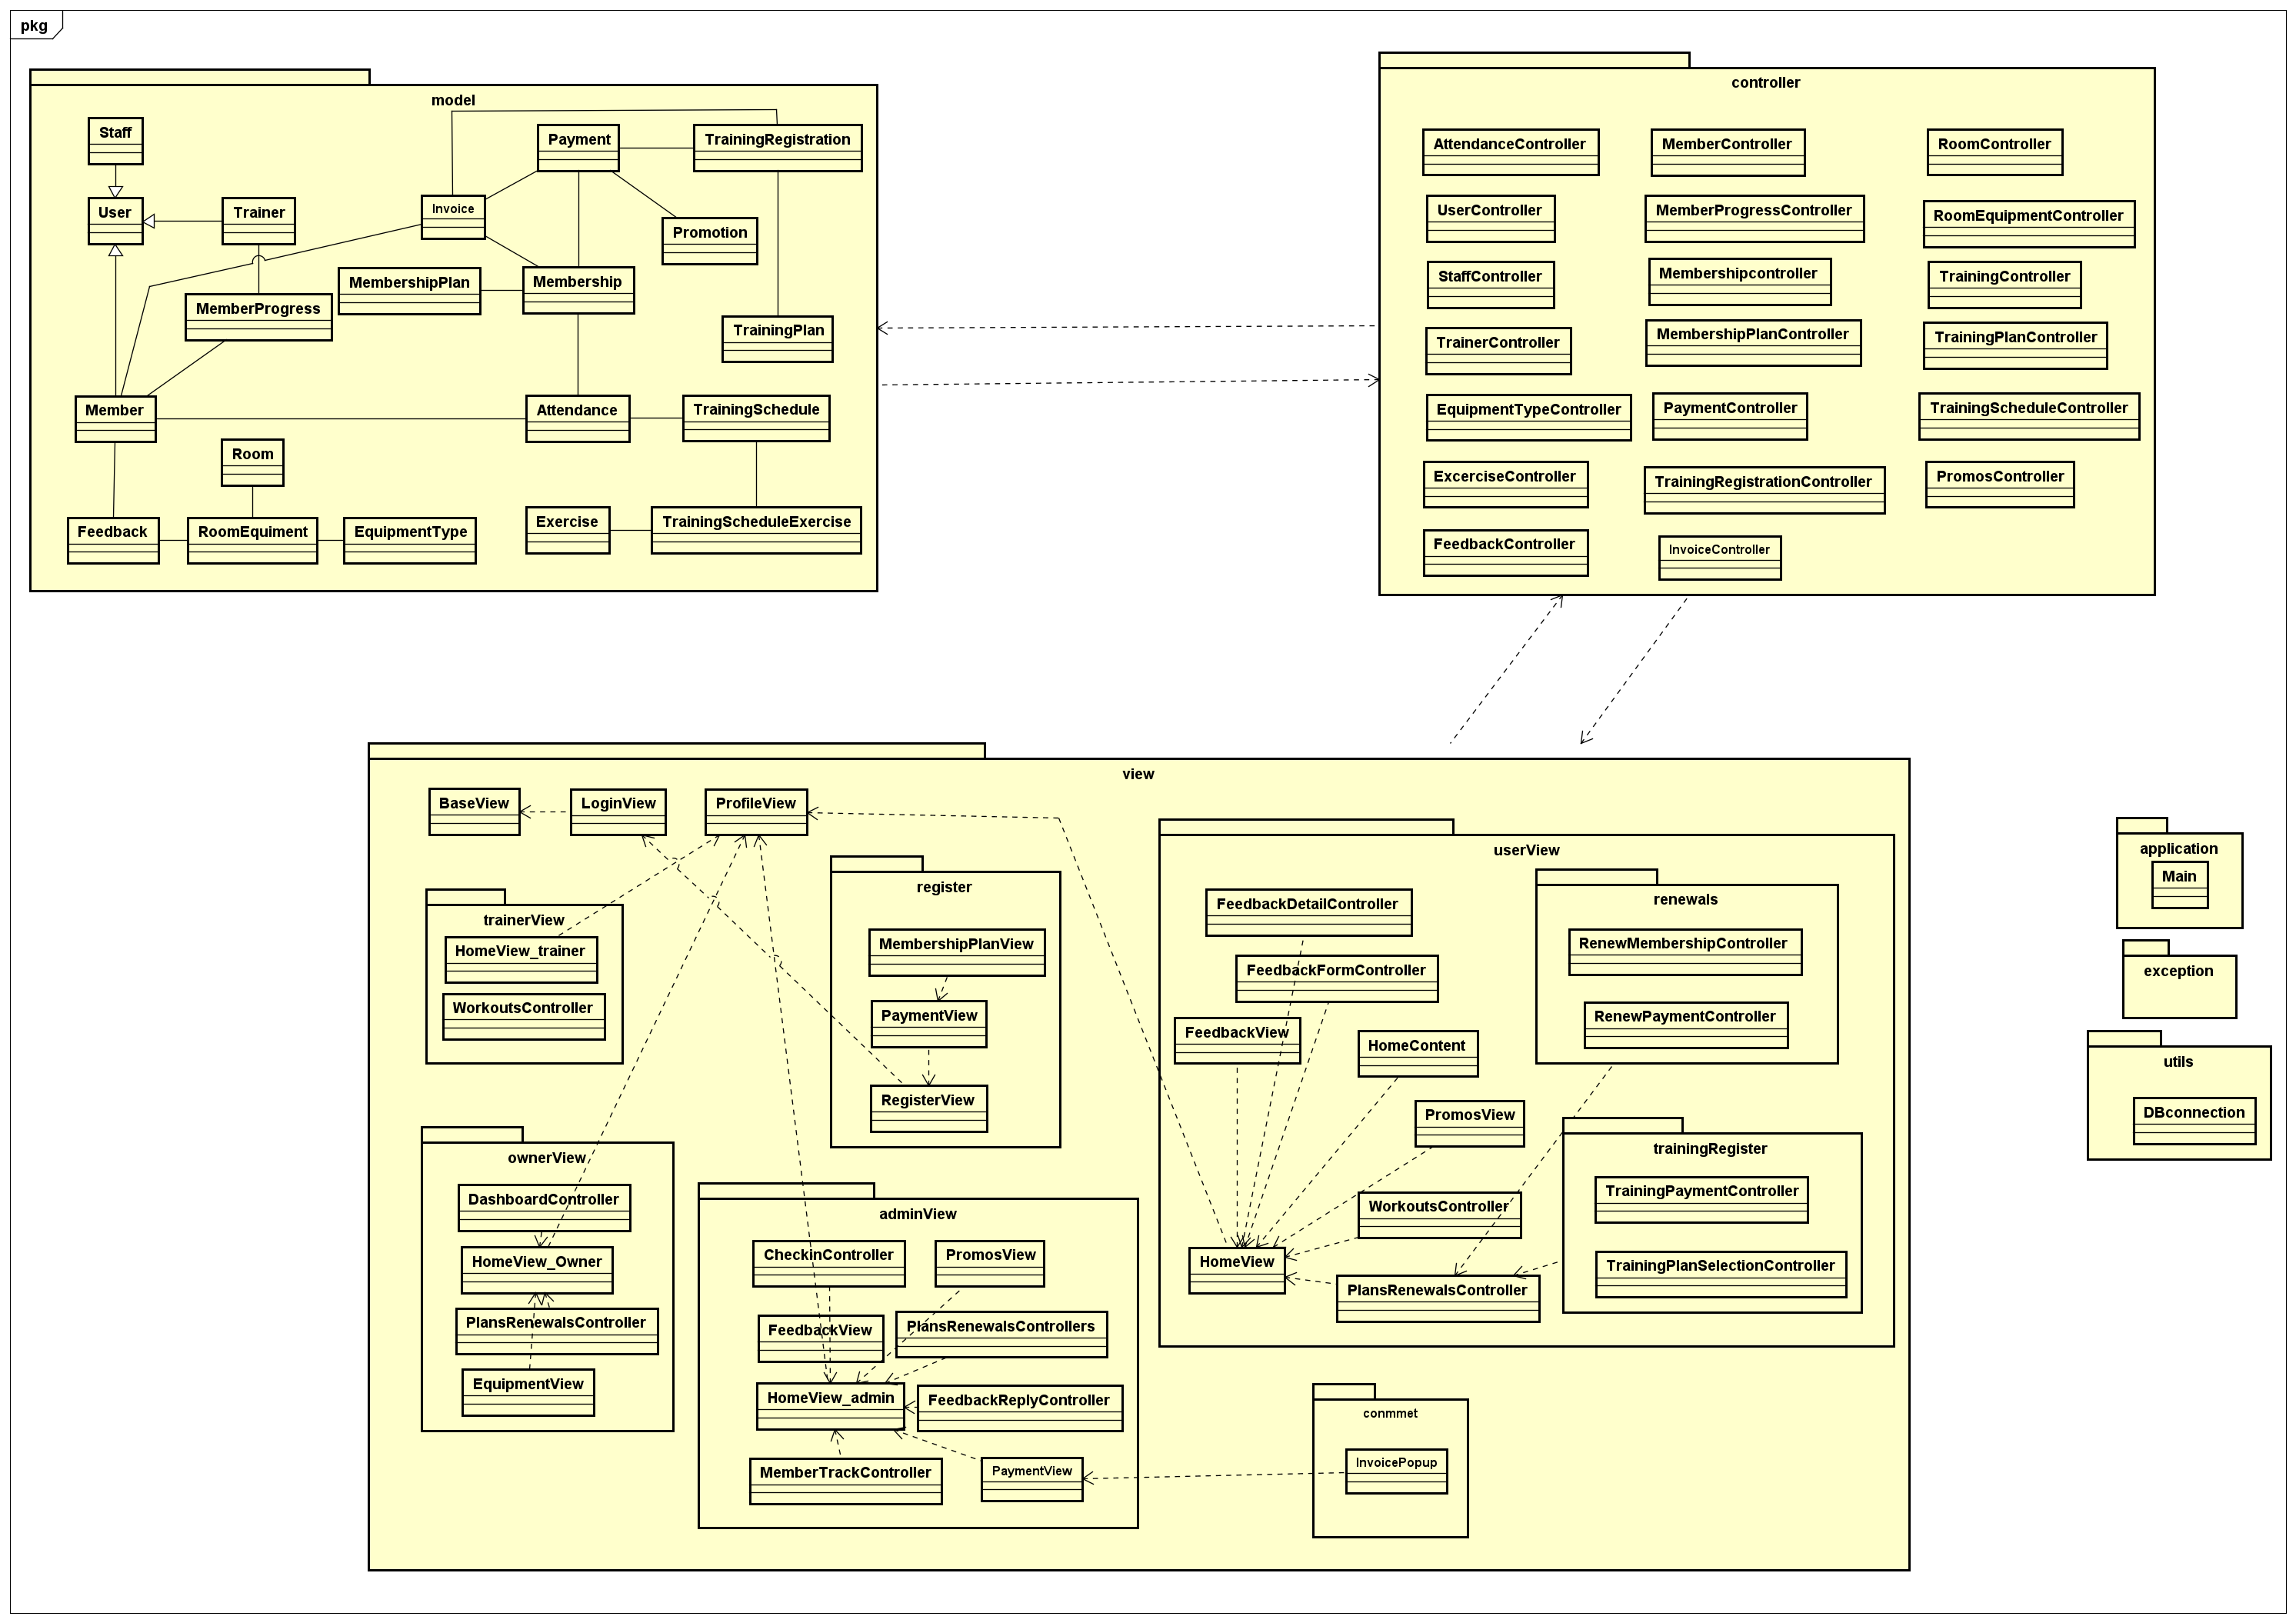 pkg
model
Staff
Payment
TrainingRegistration
User
Trainer
Invoice
Promotion
MembershipPlan
Membership
MemberProgress
TrainingPlan
Member
Attendance
TrainingSchedule
Room
Feedback
RoomEquiment
EquipmentType
Exercise
TrainingScheduleExercise
controller
AttendanceController
MemberController
RoomController
UserController
MemberProgressController
RoomEquipmentController
StaffController
Membershipcontroller
TrainingController
TrainerController
MembershipPlanController
TrainingPlanController
EquipmentTypeController
PaymentController
TrainingScheduleController
ExcerciseController
TrainingRegistrationController
PromosController
FeedbackController
InvoiceController
view
BaseView
LoginView
ProfileView
trainerView
HomeView_trainer
WorkoutsController
register
MembershipPlanView
PaymentView
RegisterView
ownerView
DashboardController
HomeView_Owner
PlansRenewalsController
EquipmentView
adminView
CheckinController
PromosView
FeedbackView
PlansRenewalsControllers
HomeView_admin
FeedbackReplyController
MemberTrackController
PaymentView
userView
FeedbackDetailController
FeedbackFormController
FeedbackView
HomeContent
PromosView
WorkoutsController
HomeView
PlansRenewalsController
renewals
RenewMembershipController
RenewPaymentController
trainingRegister
TrainingPaymentController
TrainingPlanSelectionController
conmmet
InvoicePopup
application
Main
exception
utils
DBconnection